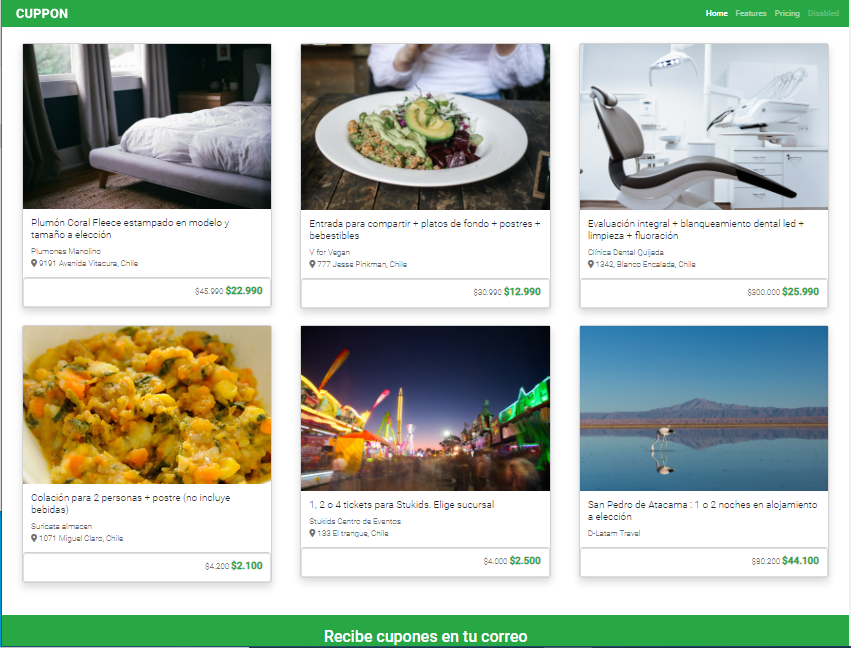 CUPPON
Home Features Pricing Disabled
Plumón Coral Fleece estampado en modelo y
tamaño a elección
Plumones Manolino
9191 Avenida Vitacura, Chile
$45.990 $22.990
Entrada para compartir + platos de fondo + postres +
bebestibles
V for Vegan
777 Jesse Pinkman, Chile
$30.990 $12.990
Evaluación integral + blanqueamiento dental led +
limpieza + fluoración
Clínica Dental Quijada
1342, Blanco Encalada, Chile
$300.000 $25.990
Colación para 2 personas + postre (no incluye
bebidas)
Suricata almacen
1071 Miguel Claro, Chile
$4.200 $2.100
1, 2 o 4 tickets para Stukids. Elige sucursal
Stukids Centro de Eventos
133 El trangue, Chile
$4.000 $2.500
San Pedro de Atacama : 1 o 2 noches en alojamiento
a elección
D-Latam Travel
$80.200 $44.100
Recibe cupones en tu correo